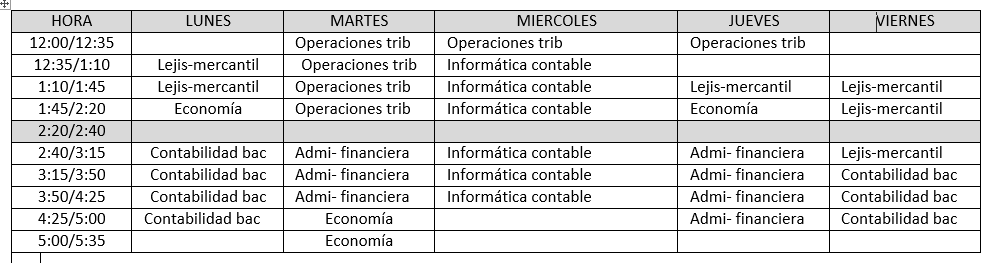 HORA LUNES MARTES MIERCOLES JUEVES VIERNES
12:00/12:35 Operaciones trib Operaciones trib Operaciones trib
12:35/1:10 Lejis-mercantil Operaciones trib Informática contable
1:10/1:45 Lejis-mercantil Operaciones trib Informática contable Lejis-mercantil Lejis-mercantil
1:45/2:20 Economía Operaciones trib Informática contable Economía Lejis-mercantil
2:20/2:40
2:40/3:15 Contabilidad bac Admi- financiera Informática contable Admi- financiera Lejis-mercantil
3:15/3:50 Contabilidad bac Admi- financiera Informática contable Admi- financiera Contabilidad bac
3:50/4:25 Contabilidad bac Admi- financiera Informática contable Admi- financiera Contabilidad bac
4:25/5:00 Contabilidad bac Economía Admi- financiera Contabilidad bac
5:00/5:35 Economía